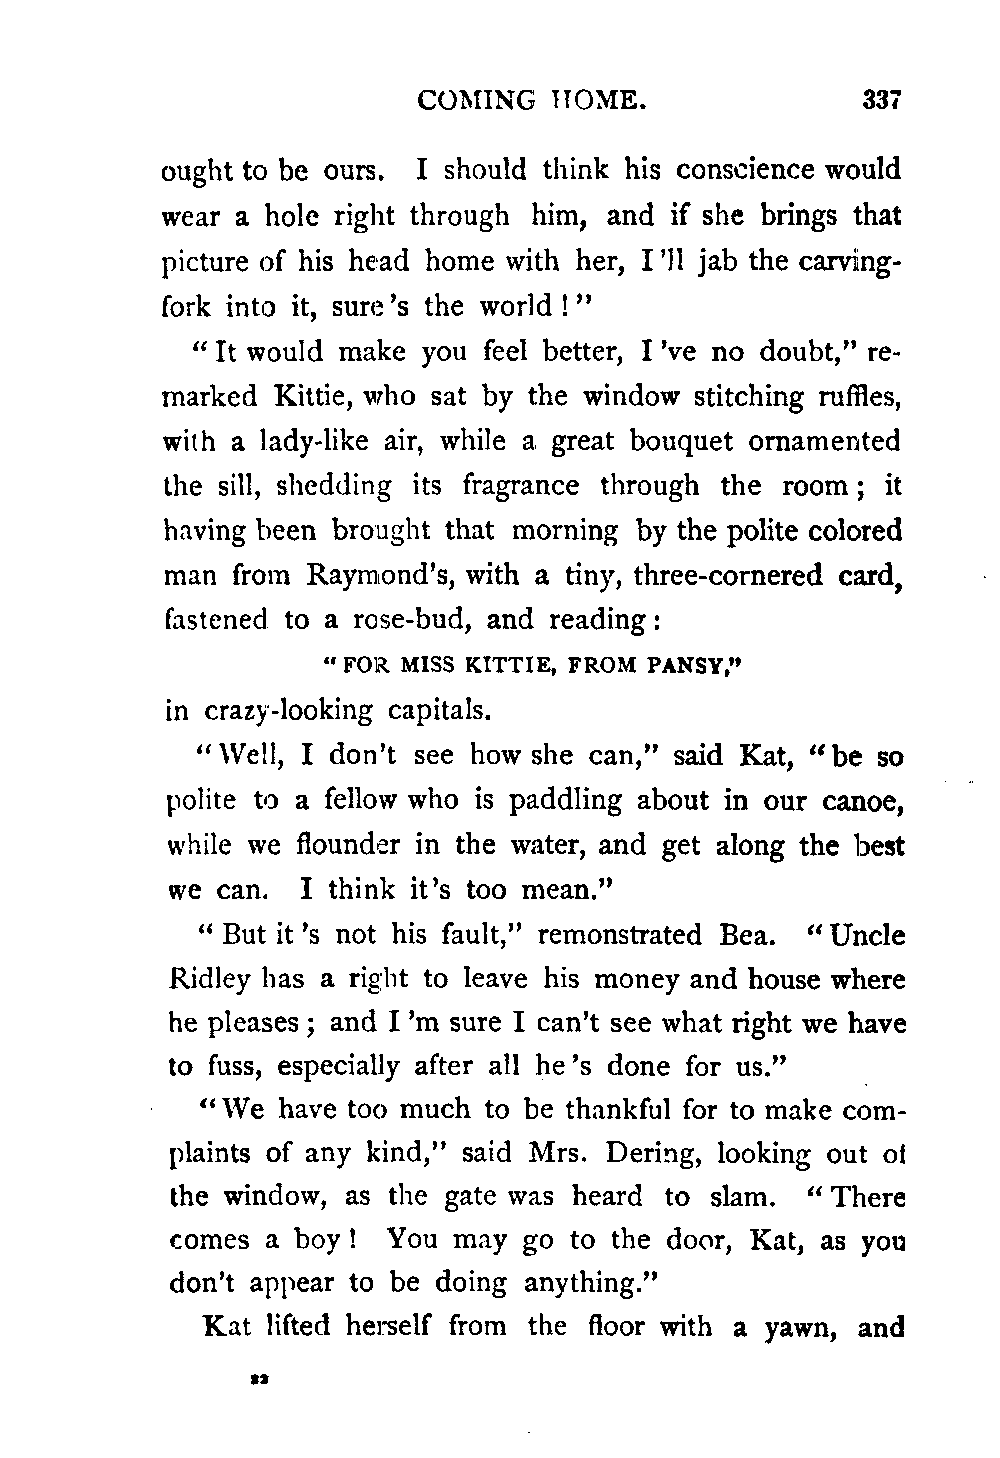 COMING HOME. 337
ought to be ours. I should think his conscience would
wear a hole right through him, and if she brings that
picture of his head home with her, I'll jab the carving-
fork into it, sure's the world!"
"It would make you feel better, I've no doubt," re-
marked Kittie, who sat by the window stitching ruffles,
with a lady-like air, while a great bouquet ornamented
the sill, shedding its fragrance through the room; it
having been brought that morning by the polite colored
man from Raymond's, with a tiny, three-cornered card,
fastened to a rose-bud, and reading:
"FOR MISS KITTIE, FROM PANSY,"
in crazy-looking capitals.
"Well, I don't see how she can," said Kat, "be so
polite to a fellow who is paddling about in our canoe,
while we flounder in the water, and get along the best
we can. I think it's too mean."
"But it's not his fault," remonstrated Bea. "Uncle
Ridley has a right to leave his money and house where
he pleases; and I'm sure I can't see what right we have
to fuss, especially after all he's done for us."
"We have too much to be thankful for to make com-
plaints of any kind," said Mrs. Dering, looking out of
the window, as the gate was heard to slam. "There
comes a boy! You may go to the door, Kat, as you
don't appear to be doing anything."
Kat lifted herself from the floor with a yawn, and
22